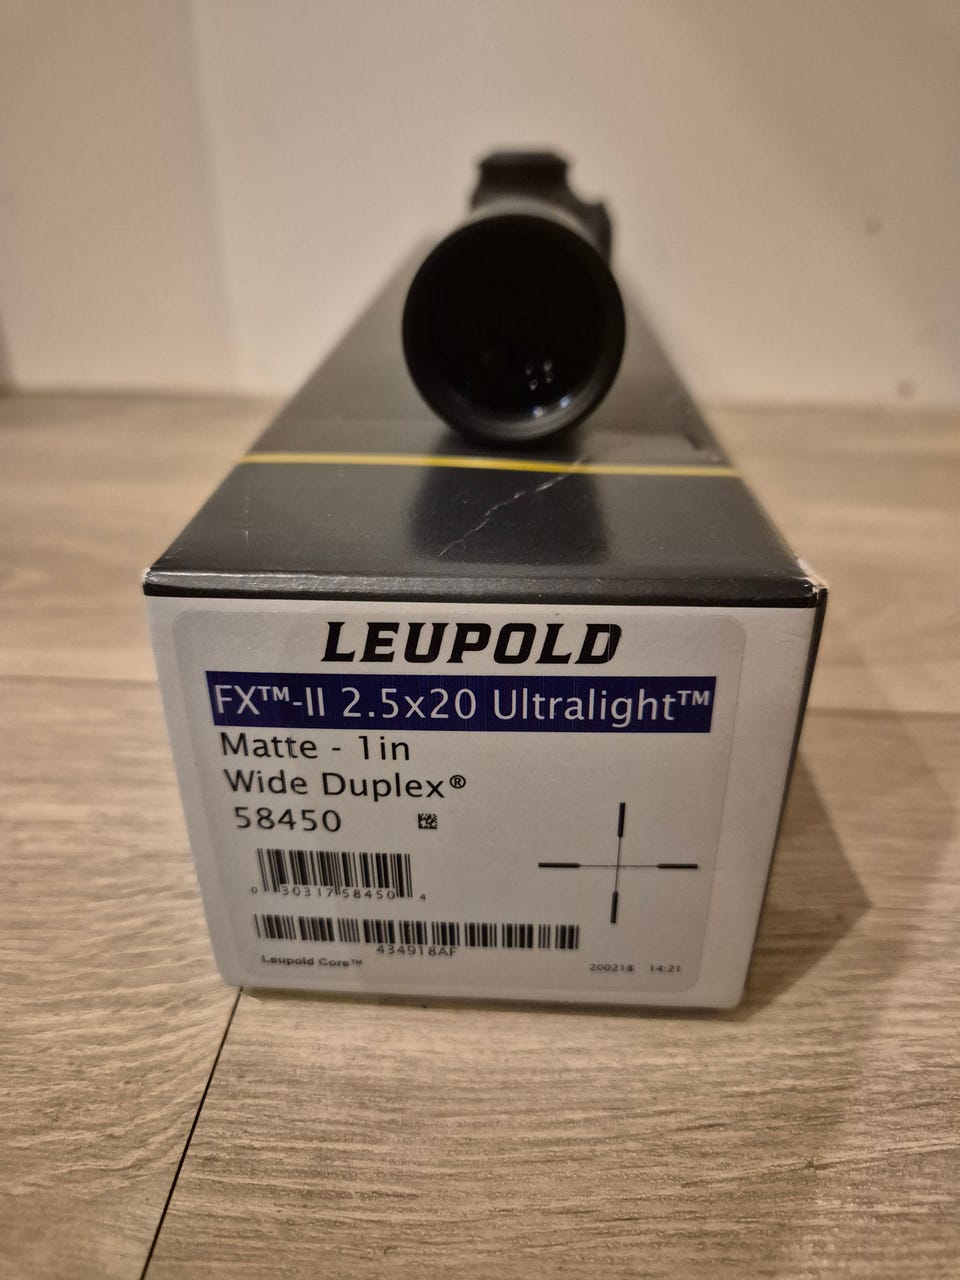 LEUPOLD
FX™-II 2.5x20 Ultralight™
Matte - 1in
Wide Duplex®
58450
0 30317 58450 4
434918AF
Leupold Core™
200218 14:21